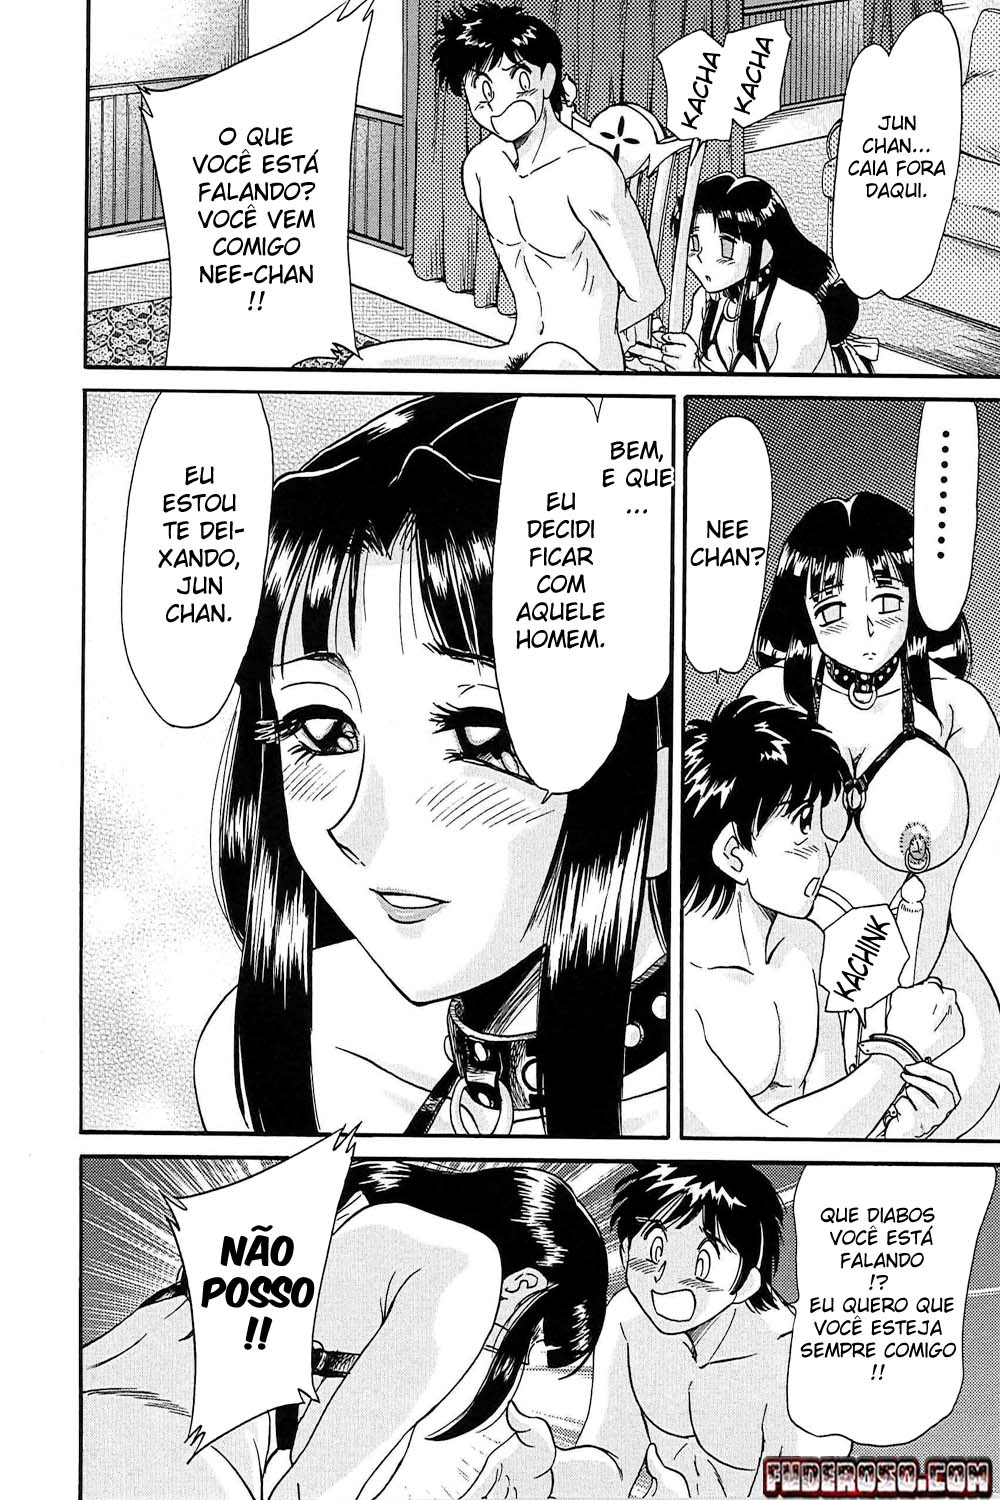 JUN
CHAN...
CAIA FORA
DAQUI.
KACHA
KACHA
O QUE
VOCÊ ESTÁ
FALANDO?
VOCÊ VEM
COMIGO
NEE-CHAN
!!
........
NEE
CHAN?
KACHINK
BEM,
E QUE
...
EU
DECIDI
FICAR
COM
AQUELE
HOMEM.
EU
ESTOU
TE DEI-
XANDO,
JUN
CHAN.
QUE DIABOS
VOCÊ ESTÁ
FALANDO
!?
EU QUERO QUE
VOCÊ ESTEJA
SEMPRE COMIGO
!!
NÃO
POSSO
!!
FUDEROSO.COM